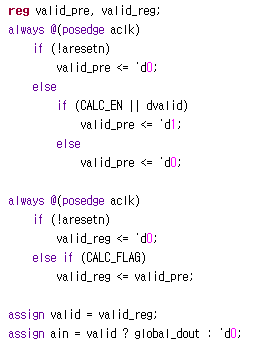 reg valid_pre, valid_reg;
always @(posedge aclk)
    if (!aresetn)
        valid_pre <= 'd0;
    else
        if (CALC_EN || dvalid)
            valid_pre <= 'd1;
        else
            valid_pre <= 'd0;

always @(posedge aclk)
    if (!aresetn)
        valid_reg <= 'd0;
    else if (CALC_FLAG)
        valid_reg <= valid_pre;

assign valid = valid_reg;
assign ain = valid ? global_dout : 'd0;